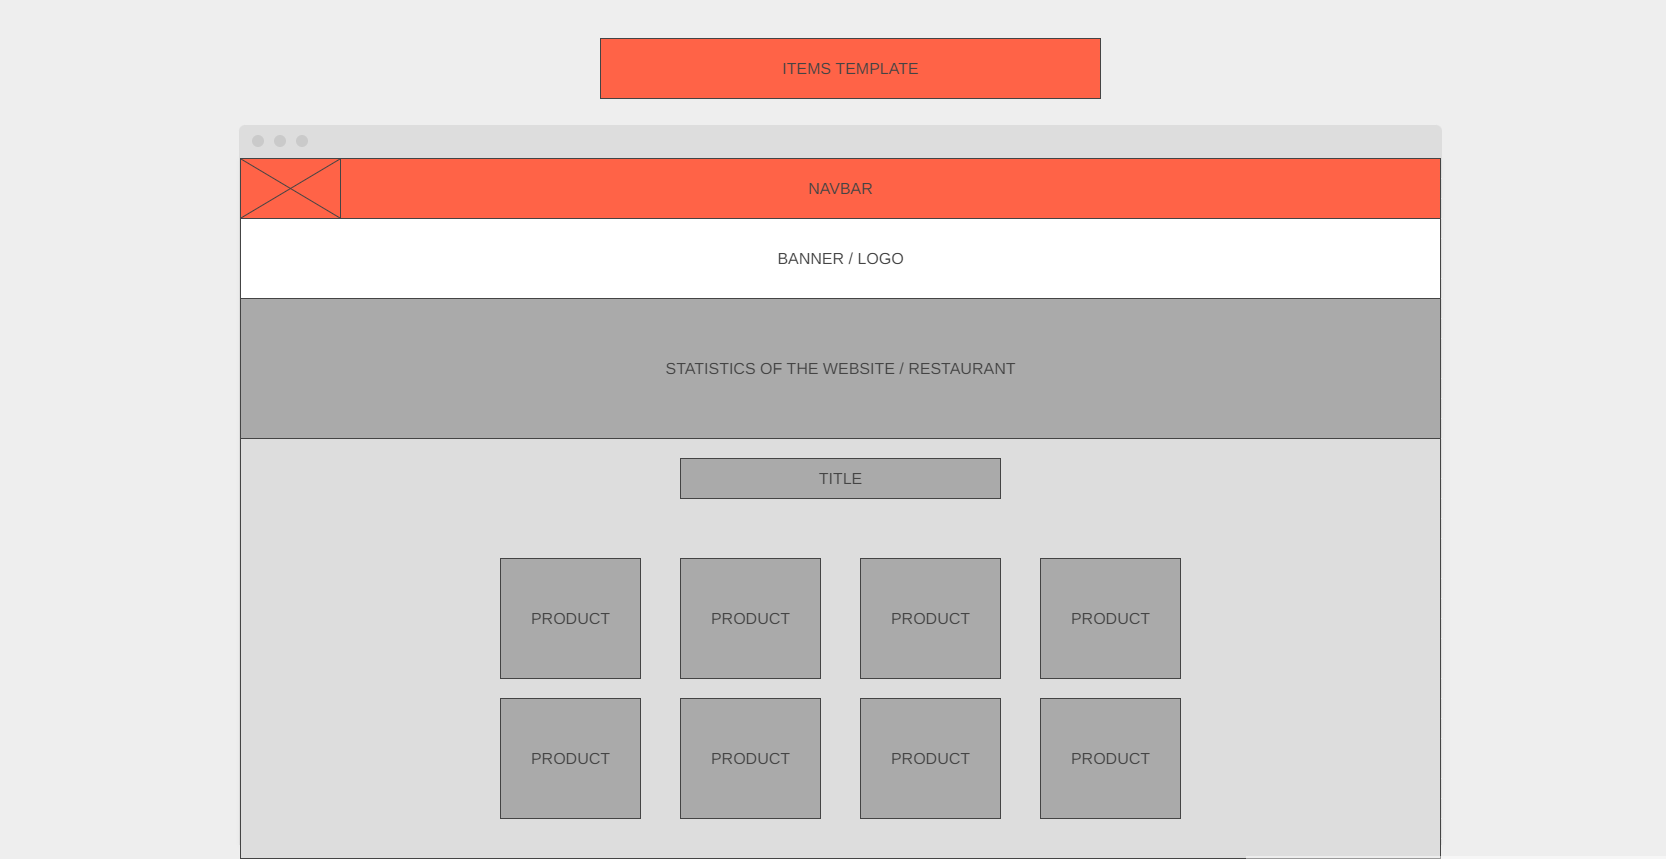 ITEMS TEMPLATE
NAVBAR
BANNER / LOGO
STATISTICS OF THE WEBSITE / RESTAURANT
TITLE
PRODUCT PRODUCT PRODUCT PRODUCT
PRODUCT PRODUCT PRODUCT PRODUCT